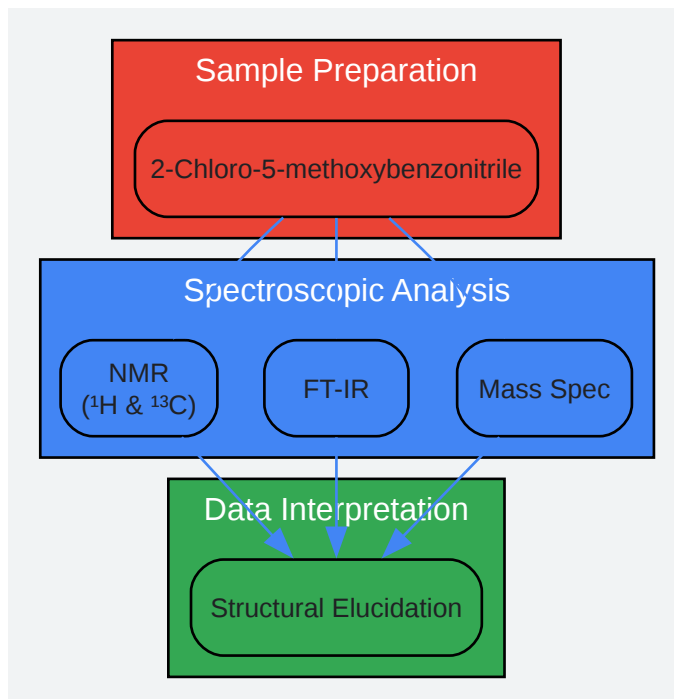 Sample Preparation
2-Chloro-5-methoxybenzonitrile
Spectroscopic Analysis
NMR
(¹H & ¹³C)
FT-IR
Mass Spec
Data Interpretation
Structural Elucidation